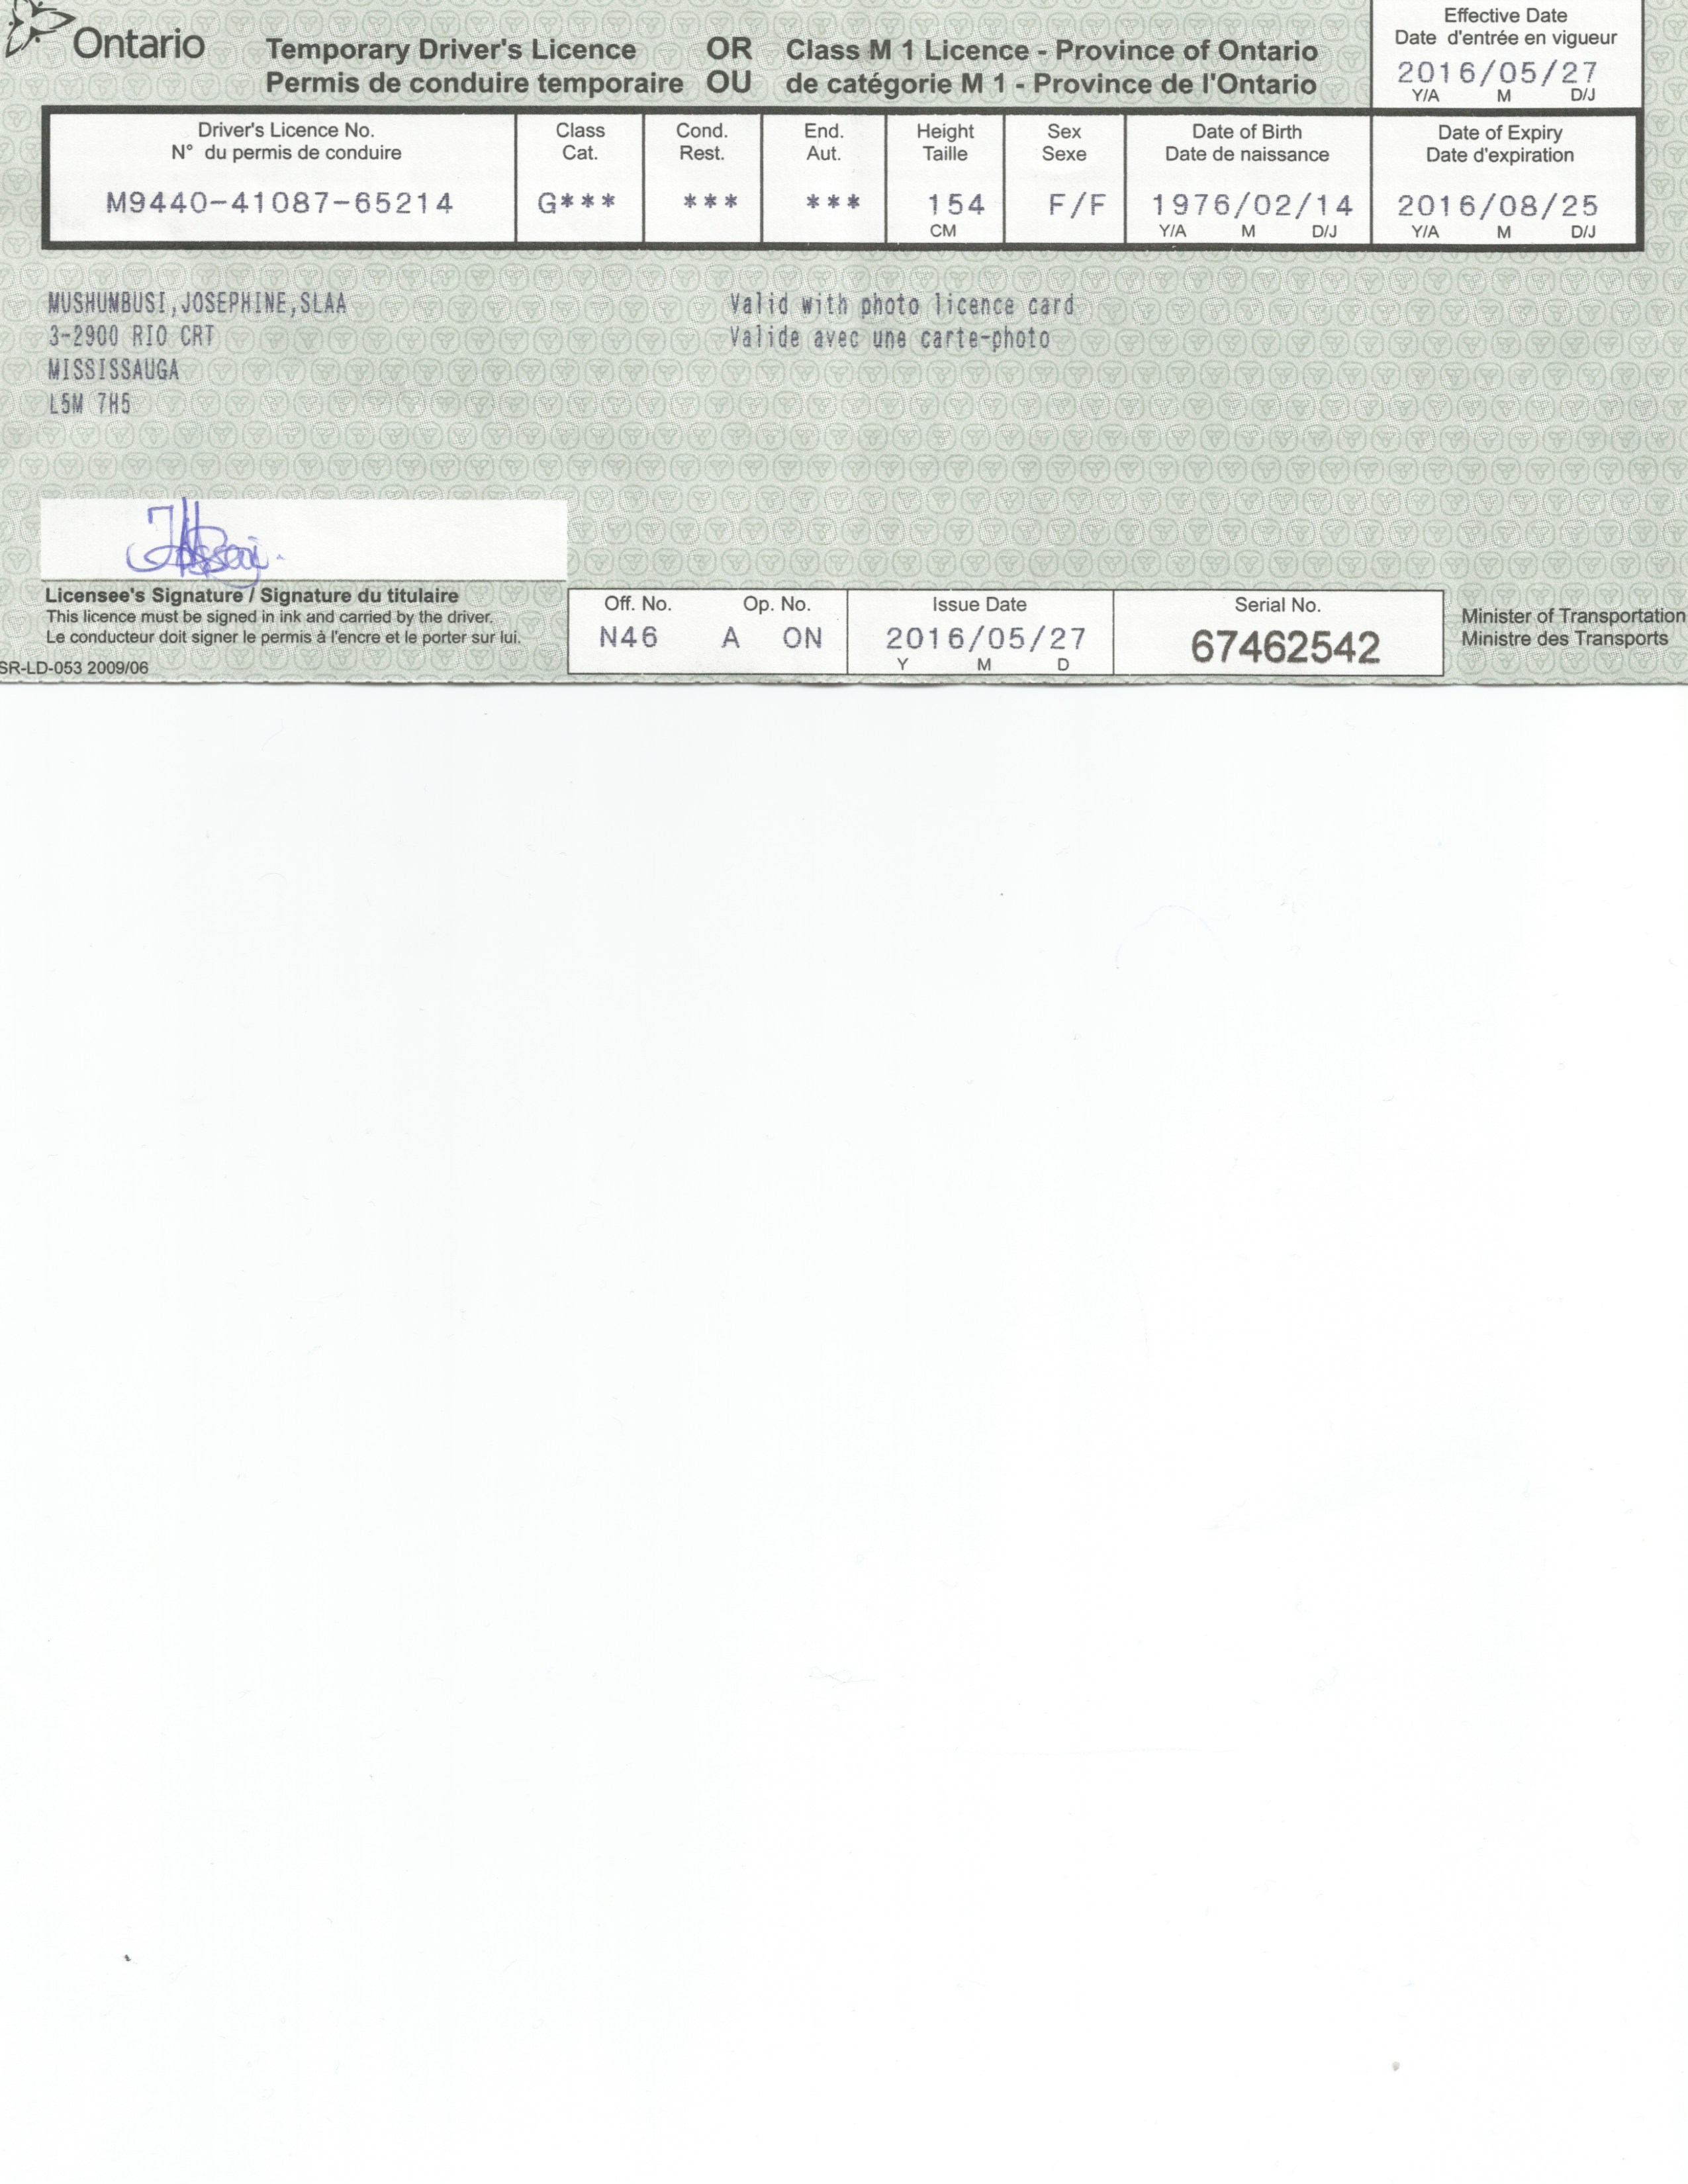 Ontario
Temporary Driver's Licence OR Class M 1 Licence - Province of Ontario
Permis de conduire temporaire OU de catégorie M 1 - Province de l'Ontario
Effective Date
Date d'entrée en vigueur
2016/05/27
Y/A M D/J
Driver's Licence No. Class Cond. End. Height Sex Date of Birth Date of Expiry
N° du permis de conduire Cat. Rest. Aut. Taille Sexe Date de naissance Date d'expiration
M9440-41087-65214 G*** *** *** 154 F/F 1976/02/14 2016/08/25
CM Y/A M D/J Y/A M D/J
MUSHUMBUSI,JOSEPHINE,SLAA Valid with photo licence card
3-2900 RIO CRT Valide avec une carte-photo
MISSISSAUGA
L5M 7H5
Licensee's Signature / Signature du titulaire
This licence must be signed in ink and carried by the driver.
Le conducteur doit signer le permis à l'encre et le porter sur lui.
SR-LD-053 2009/06
Off. No. Op. No. Issue Date Serial No.
N46 A ON 2016/05/27 67462542
Y M D
Minister of Transportation
Ministre des Transports